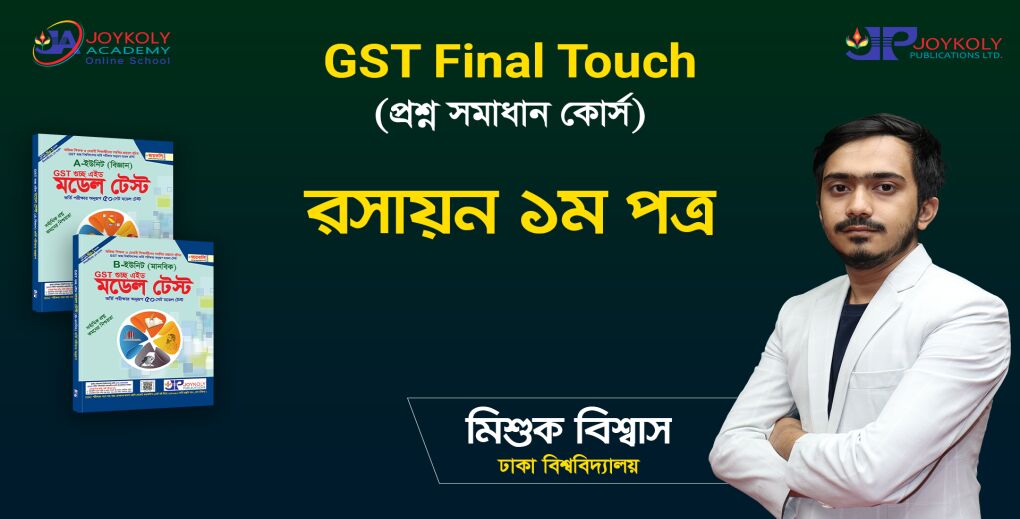 JOYKOLY
ACADEMY
Online School
JOYKOLY
PUBLICATIONS LTD.
GST Final Touch
(প্রশ্ন সমাধান কোর্স)
রসায়ন ১ম পত্র
A-ইউনিট (বিজ্ঞান)
GST গুচ্ছ এইড
মডেল টেস্ট
B-ইউনিট (মানবিক)
GST গুচ্ছ এইড
মডেল টেস্ট
JOYKOLY
মিশুক বিশ্বাস
ঢাকা বিশ্ববিদ্যালয়